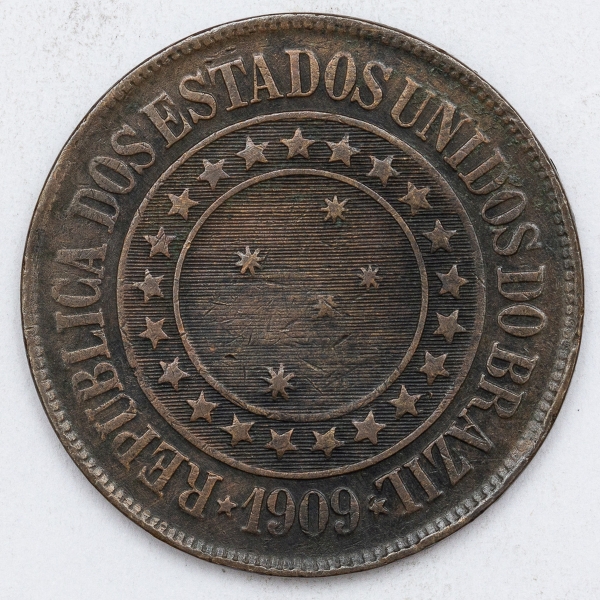 REPUBLICA DOS ESTADOS UNIDOS DO BRAZIL
1909